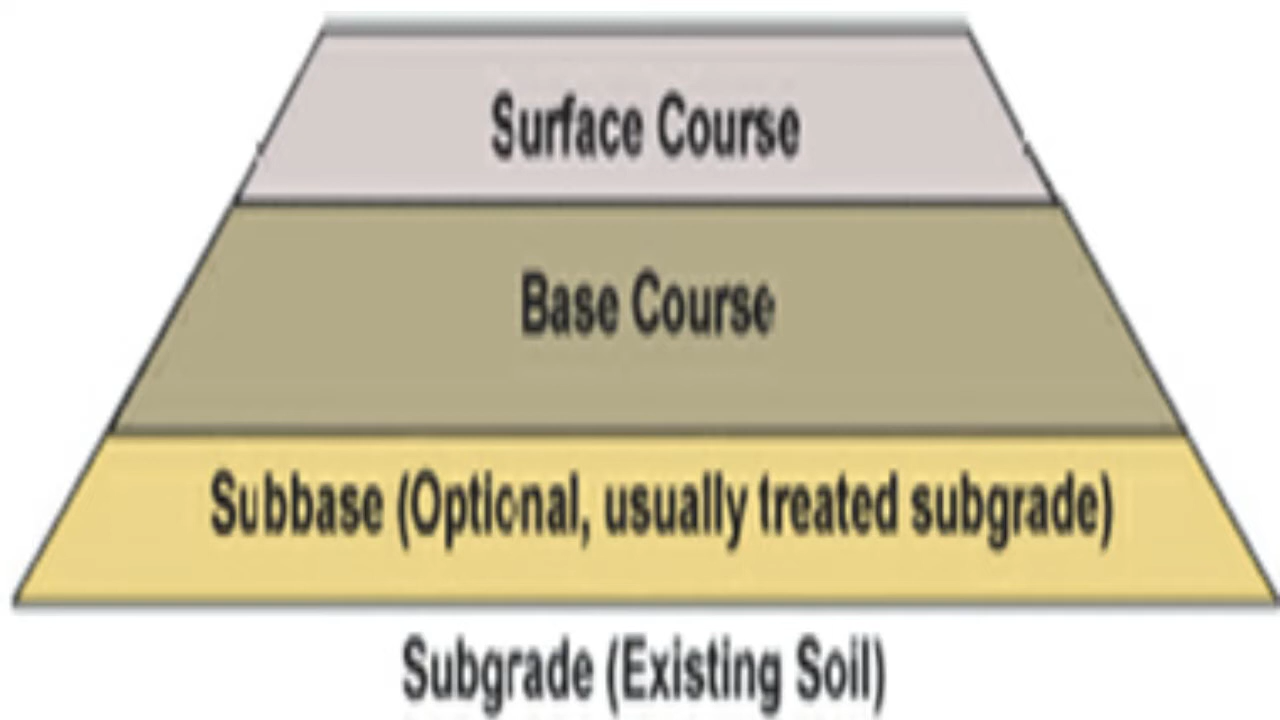 Surface Course
Base Course
Subbase (Optional, usually treated subgrade)
Subgrade (Existing Soil)